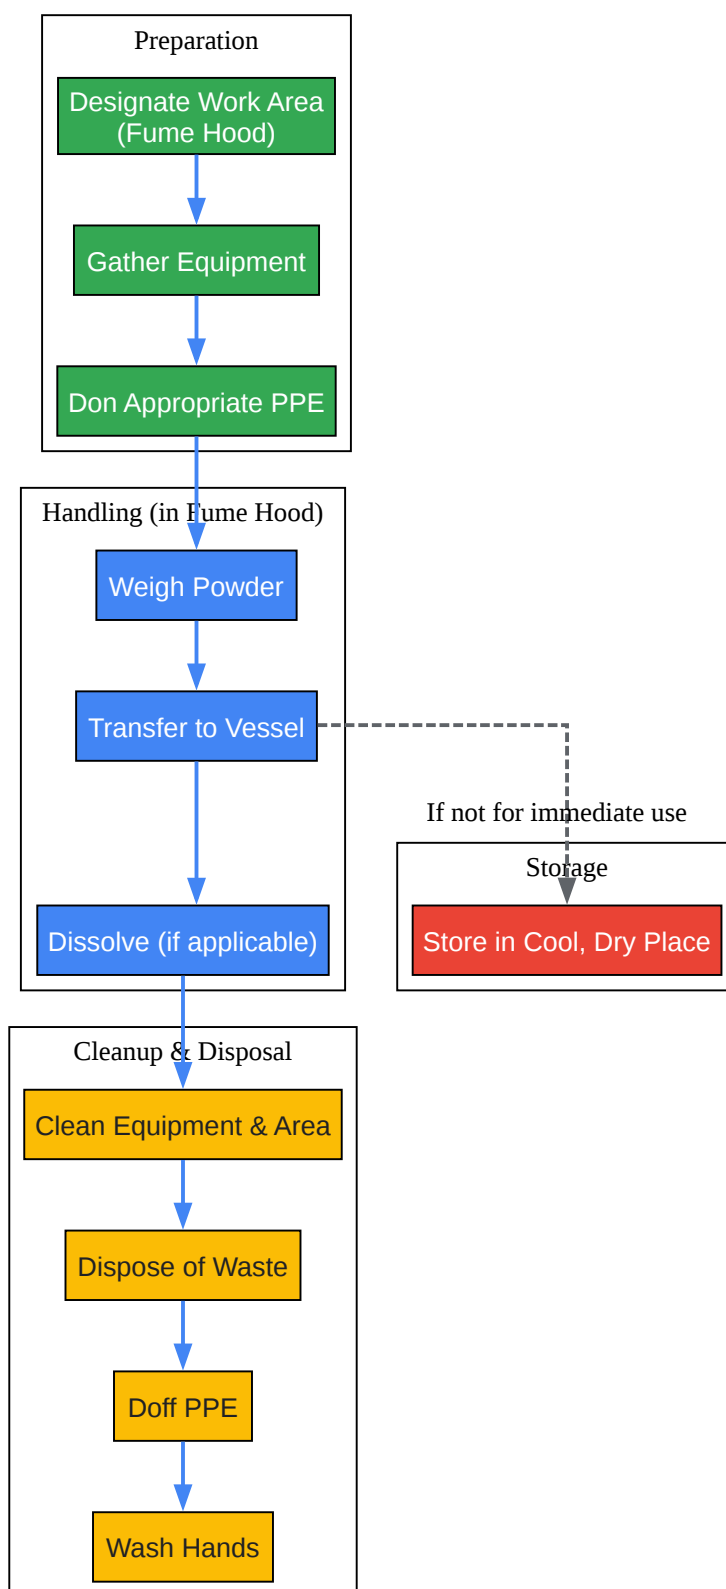 Preparation
Designate Work Area
(Fume Hood)
Gather Equipment
Don Appropriate PPE
Handling (in Fume Hood)
Weigh Powder
Transfer to Vessel
If not for immediate use
Storage
Dissolve (if applicable)
Store in Cool, Dry Place
Cleanup & Disposal
Clean Equipment & Area
Dispose of Waste
Doff PPE
Wash Hands